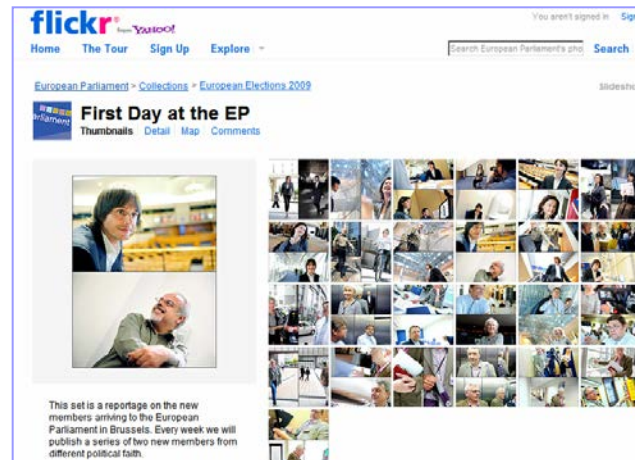 flickr from YAHOO!
You aren't signed in Sign
Home The Tour Sign Up Explore
Search European Parliament's pho Search
European Parliament > Collections > European Elections 2009
Slidesho
First Day at the EP
Thumbnails Detail Map Comments
This set is a reportage on the new
members arriving to the European
Parliament in Brussels. Every week we will
publish a series of two new members from
different political faith.